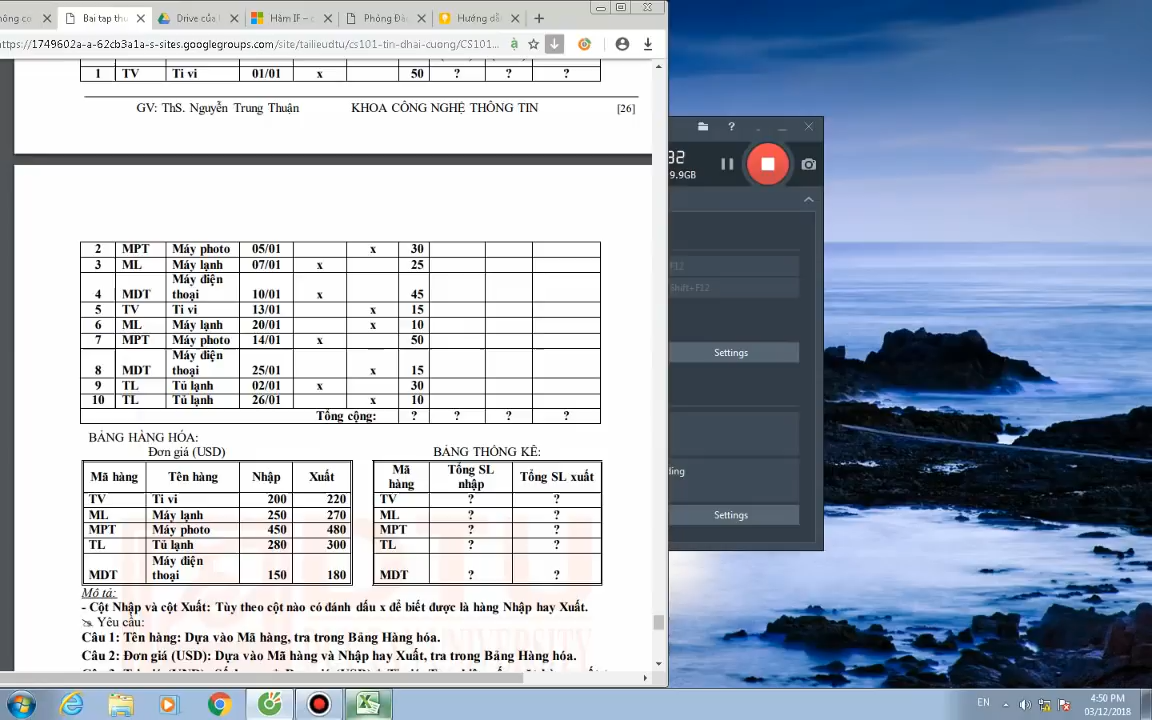 ông co
Bai tap thu
Drive của
Hàm IF – c
Phòng Đà
Hướng dẫ
https://1749602a-a-62cb3a1a-s-sites.googlegroups.com/site/tailieudtu/cs101-tin-dhai-cuong/CS101...
1 TV Ti vi 01/01 x 50 ? ? ?
GV: ThS. Nguyễn Trung Thuận KHOA CÔNG NGHỆ THÔNG TIN [26]
2 MPT Máy photo 05/01 x 30
3 ML Máy lạnh 07/01 x 25
4 MDT Máy điện thoại 10/01 x 45
5 TV Ti vi 13/01 x 15
6 ML Máy lạnh 20/01 x 10
7 MPT Máy photo 14/01 x 50
8 MDT Máy điện thoại 25/01 x 15
9 TL Tủ lạnh 02/01 x 30
10 TL Tủ lạnh 26/01 x 10
Tổng cộng: ? ? ? ?
BẢNG HÀNG HÓA:
Đơn giá (USD)
Mã hàng Tên hàng Nhập Xuất
TV Ti vi 200 220
ML Máy lạnh 250 270
MPT Máy photo 450 480
TL Tủ lạnh 280 300
MDT Máy điện thoại 150 180
BẢNG THỐNG KÊ:
Mã hàng Tổng SL nhập Tổng SL xuất
TV ? ?
ML ? ?
MPT ? ?
TL ? ?
MDT ? ?
Mô tả:
- Cột Nhập và cột Xuất: Tùy theo cột nào có đánh dấu x để biết được là hàng Nhập hay Xuất.
Yêu cầu:
Câu 1: Tên hàng: Dựa vào Mã hàng, tra trong Bảng Hàng hóa.
Câu 2: Đơn giá (USD): Dựa vào Mã hàng và Nhập hay Xuất, tra trong Bảng Hàng hóa.
32
9.9GB
F12
Shift+F12
Settings
ding
Settings
EN
4:50 PM
03/12/2018